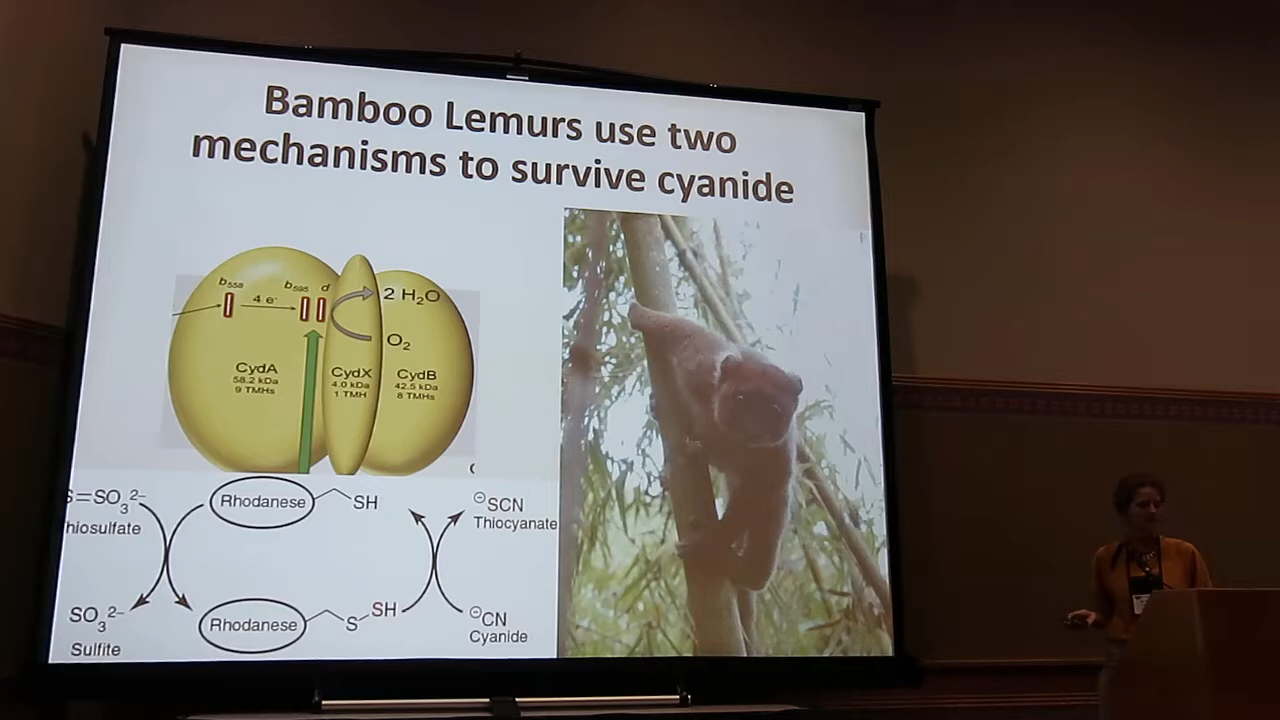 Bamboo Lemurs use two
mechanisms to survive cyanide
b558
4 e-
b595
d
2 H2O
O2
CydA
58.2 kDa
9 TMHs
CydX
4.0 kDa
1 TMH
CydB
42.5 kDa
8 TMHs
S=SO3 2–
hiosulfate
Rhodanese
SH
⊖SCN
Thiocyanate
SO3 2–
Sulfite
Rhodanese
S
SH
⊖CN
Cyanide